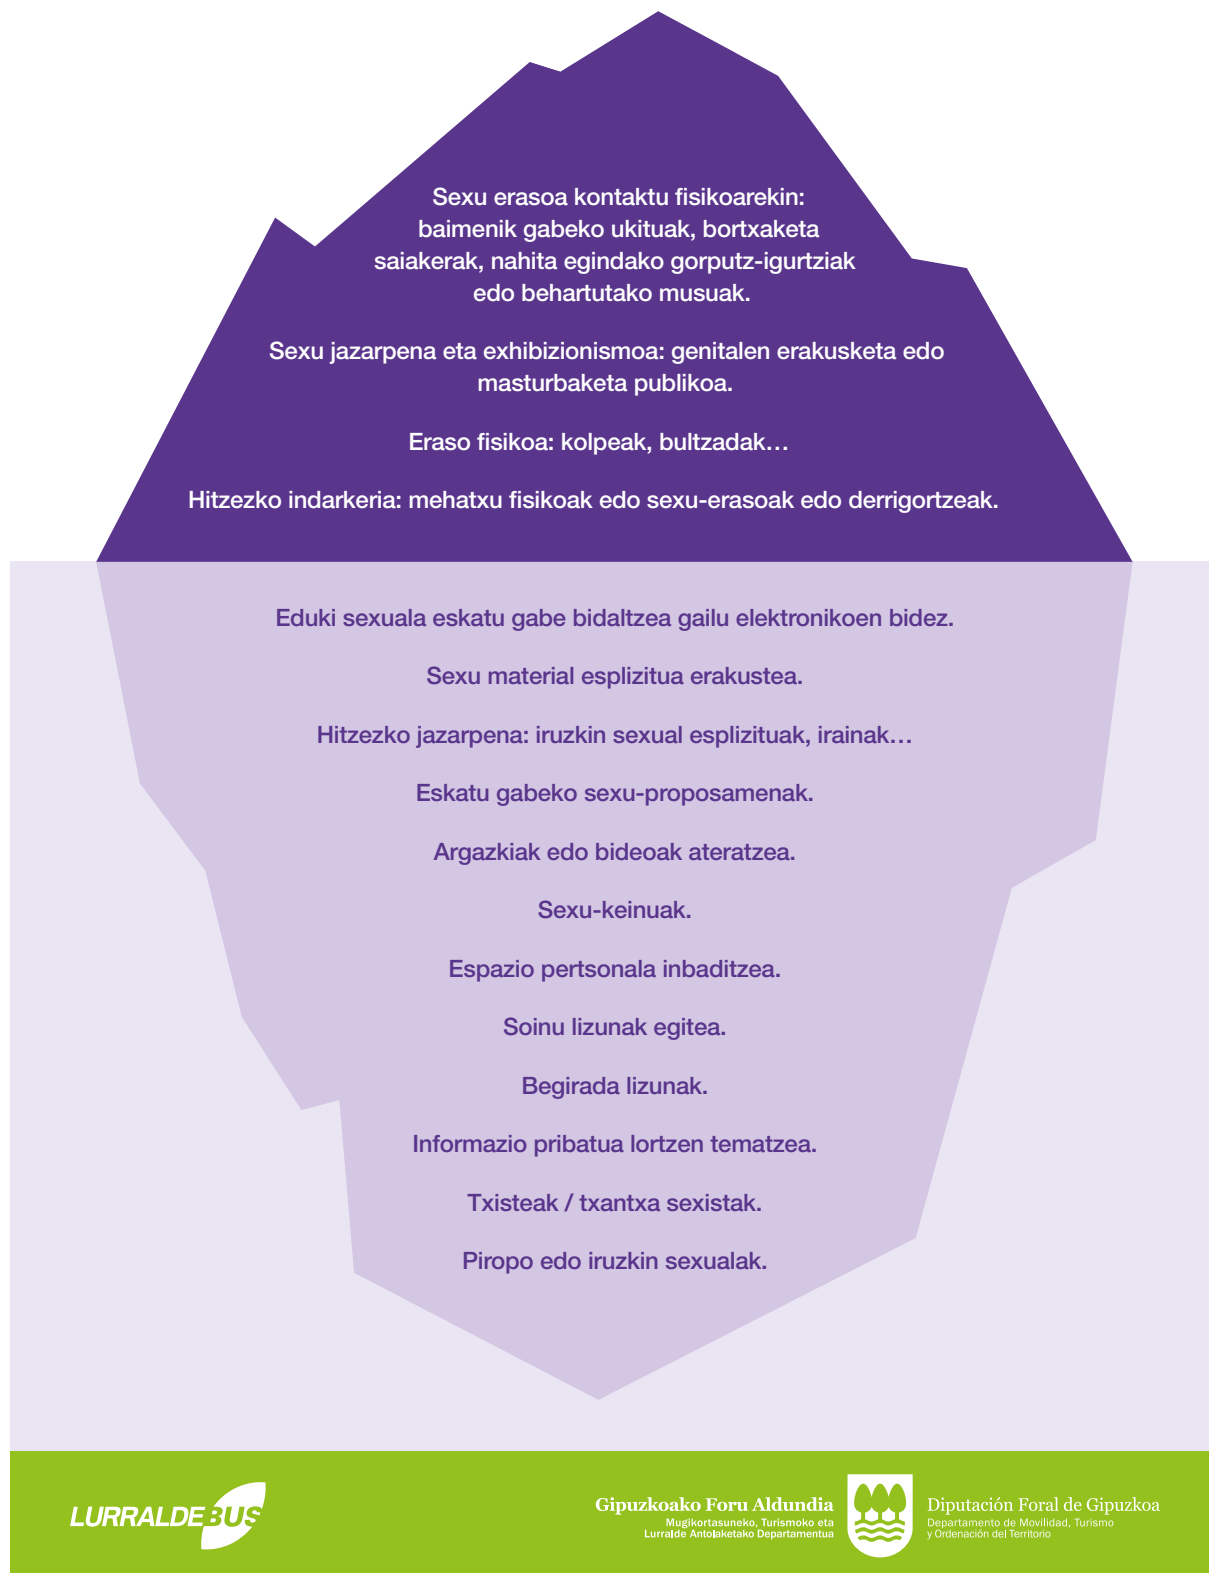 Sexu erasoa kontaktu fisikoarekin:
baimenik gabeko ukituak, bortxaketa
saiakerak, nahita egindako gorputz-igurtziak
edo behartutako musuak.
Sexu jazarpena eta exhibizionismoa: genitalen erakusketa edo
masturbaketa publikoa.
Eraso fisikoa: kolpeak, bultzadak…
Hitzezko indarkeria: mehatxu fisikoak edo sexu-erasoak edo derrigortzeak.
Eduki sexuala eskatu gabe bidaltzea gailu elektronikoen bidez.
Sexu material esplizitua erakustea.
Hitzezko jazarpena: iruzkin sexual esplizituak, irainak…
Eskatu gabeko sexu-proposamenak.
Argazkiak edo bideoak ateratzea.
Sexu-keinuak.
Espazio pertsonala inbaditzea.
Soinu lizunak egitea.
Begirada lizunak.
Informazio pribatua lortzen tematzea.
Txisteak / txantxa sexistak.
Piropo edo iruzkin sexualak.
LURRALDEBUS
Gipuzkoako Foru Aldundia
Mugikortasuneko, Turismoko eta
Lurralde Antolaketako Departamentua
Diputación Foral de Gipuzkoa
Departamento de Movilidad, Turismo
y Ordenación del Territorio